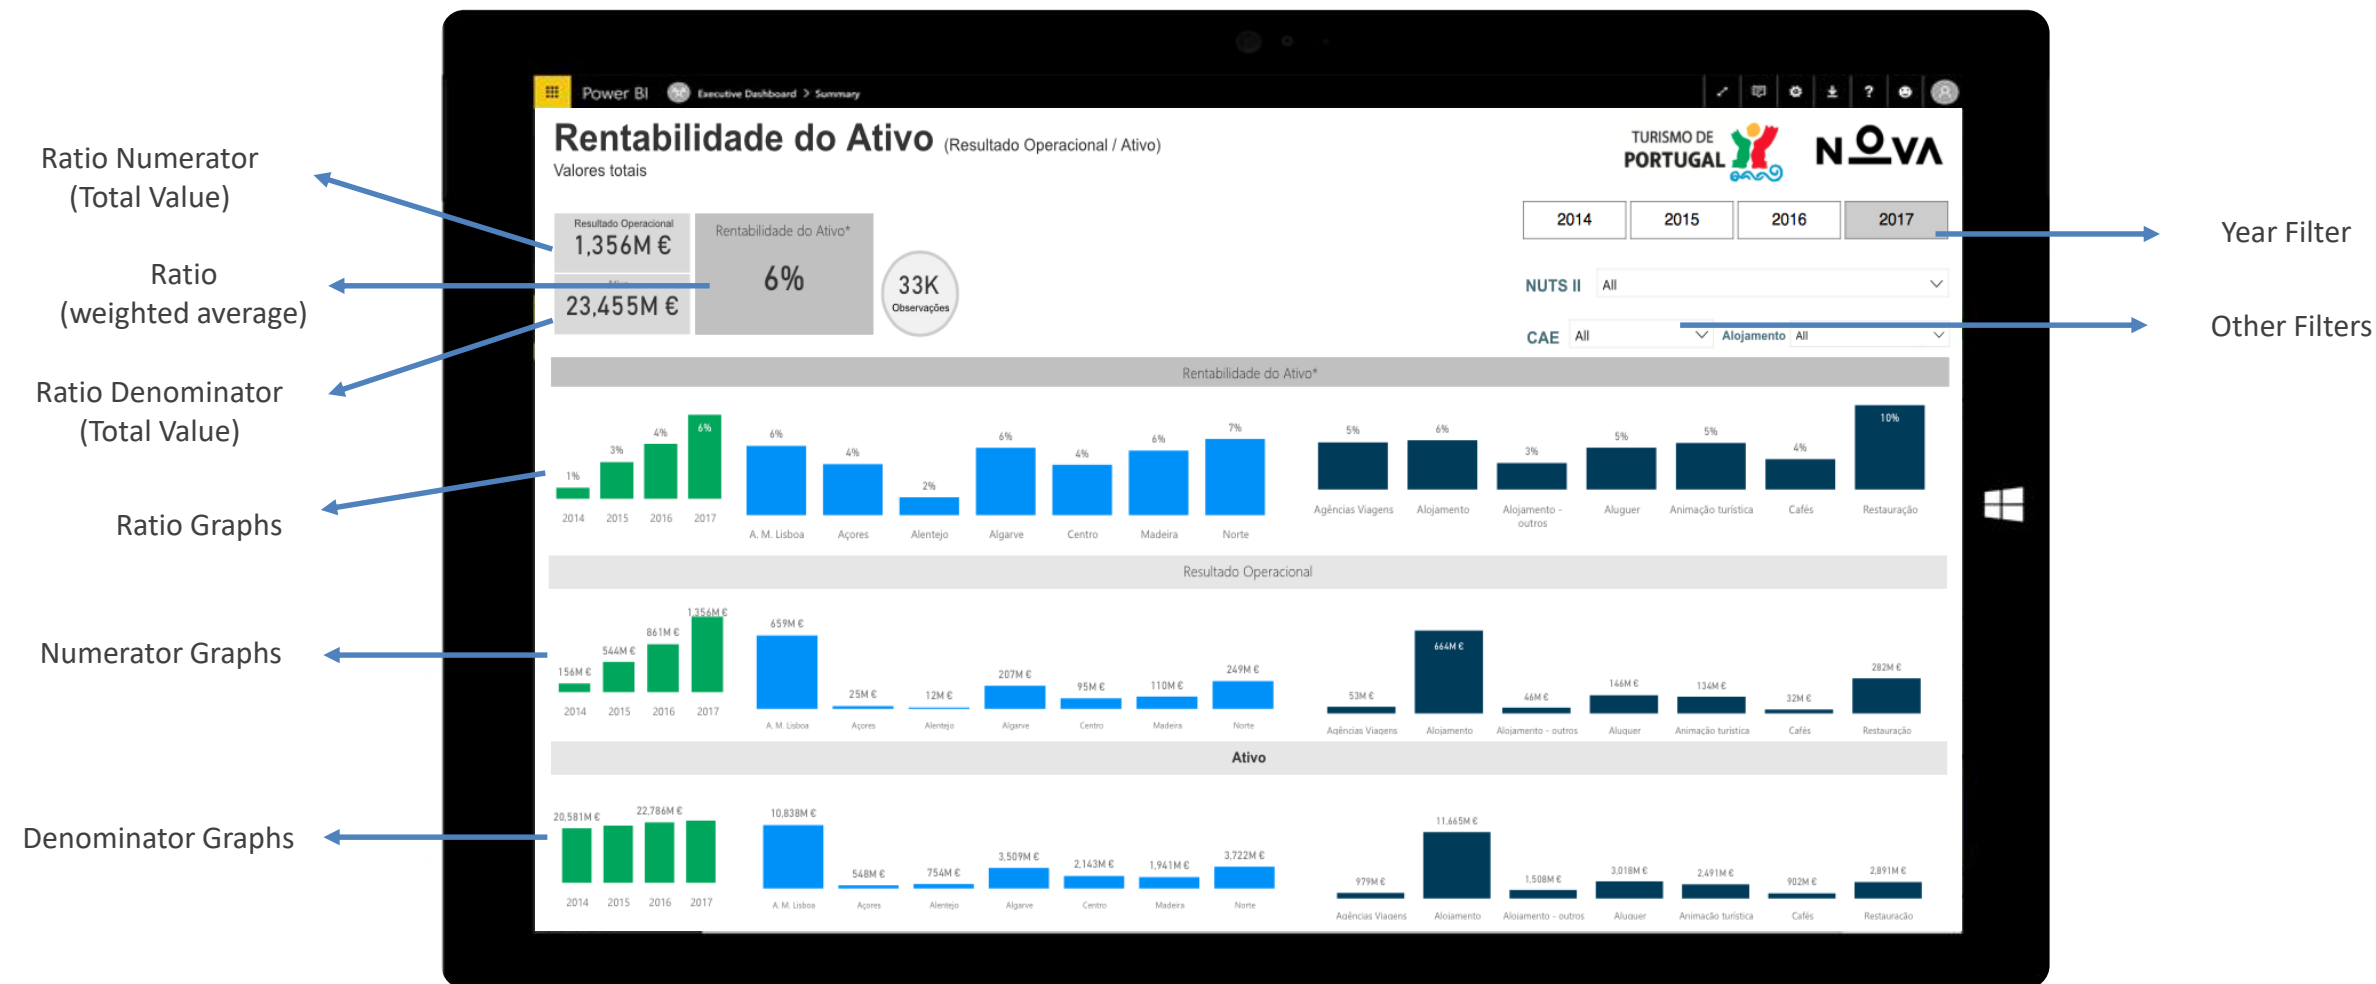 Power BI
Executive Dashboard > Summary
?
Rentabilidade do Ativo (Resultado Operacional / Ativo)
Valores totais
TURISMO DE
PORTUGAL
NOVA
Ratio Numerator
(Total Value)
Ratio
(weighted average)
Ratio Denominator
(Total Value)
Ratio Graphs
Numerator Graphs
Denominator Graphs
Year Filter
Other Filters
Resultado Operacional
1,356M €
Ativo
23,455M €
Rentabilidade do Ativo*
6%
33K
Observações
2014 2015 2016 2017
NUTS II All
CAE All Alojamento All
Rentabilidade do Ativo*
1% 3% 4% 6%
2014 2015 2016 2017
6% 4% 2% 6% 4% 6% 7%
A. M. Lisboa Açores Alentejo Algarve Centro Madeira Norte
5% 6% 3% 5% 5% 4% 10%
Agências Viagens Alojamento Alojamento - Aluguer Animação turística Cafés Restauração
outros
Resultado Operacional
156M € 544M € 861M € 1,356M €
2014 2015 2016 2017
659M € 25M € 12M € 207M € 95M € 110M € 249M €
A. M. Lisboa Açores Alentejo Algarve Centro Madeira Norte
53M € 664M € 46M € 146M € 134M € 32M € 282M €
Agências Viagens Alojamento Alojamento - outros Aluguer Animação turística Cafés Restauração
Ativo
20,581M € 22,786M €
2014 2015 2016 2017
10,838M € 548M € 754M € 3,509M € 2,143M € 1,941M € 3,722M €
A. M. Lisboa Açores Alentejo Algarve Centro Madeira Norte
979M € 11,665M € 1,508M € 3,018M € 2,491M € 902M € 2,891M €
Agências Viagens Alojamento Alojamento - outros Aluguer Animação turística Cafés Restauração